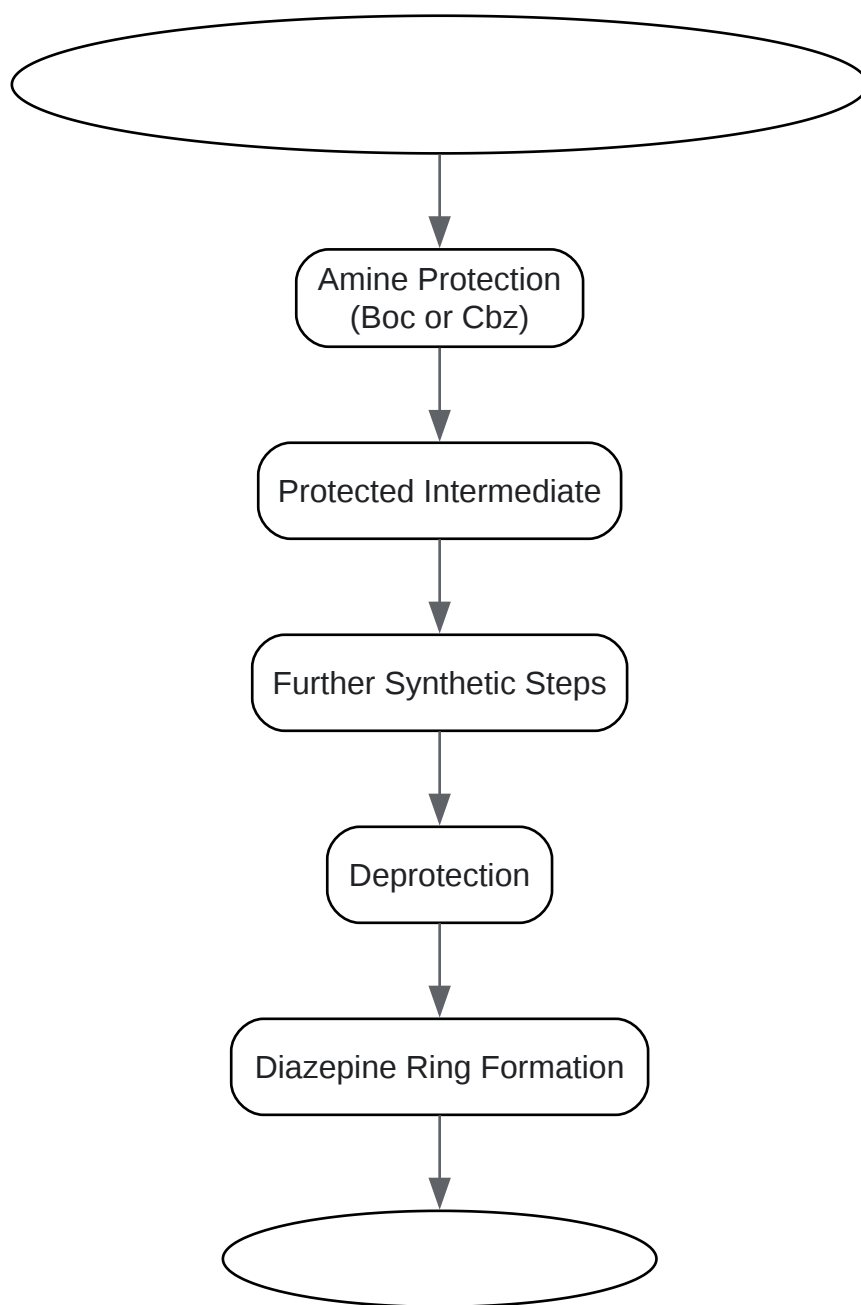 Amine Protection
(Boc or Cbz)
Protected Intermediate
Further Synthetic Steps
Deprotection
Diazepine Ring Formation